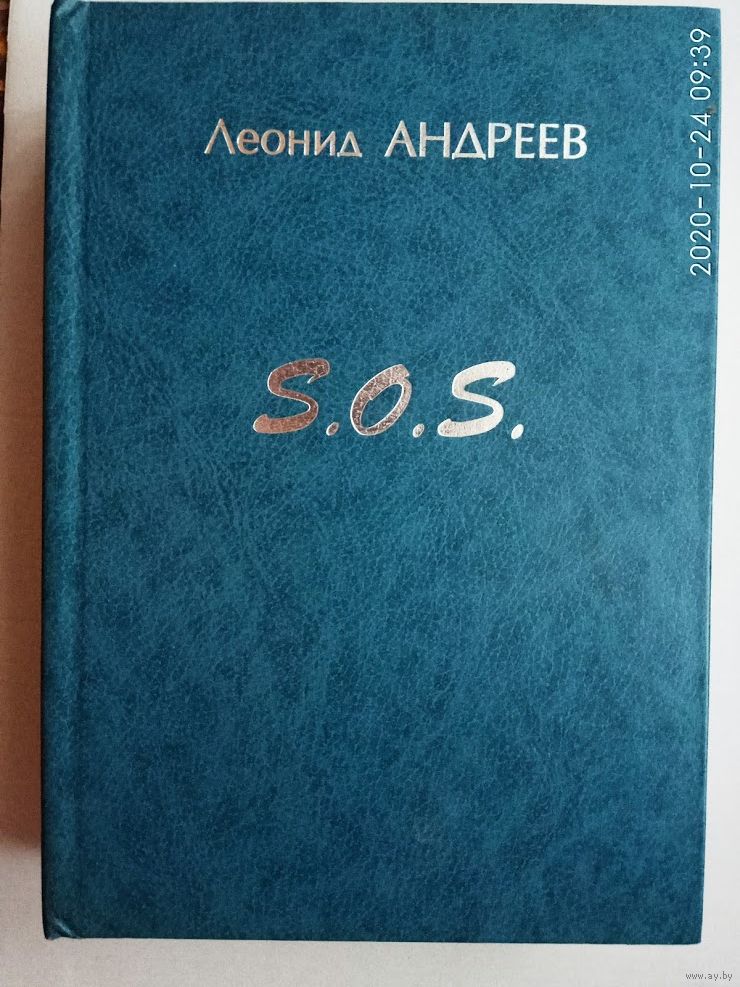 Леонид АНДРЕЕВ
S.O.S.
2020-10-24 09:39
www.ay.by